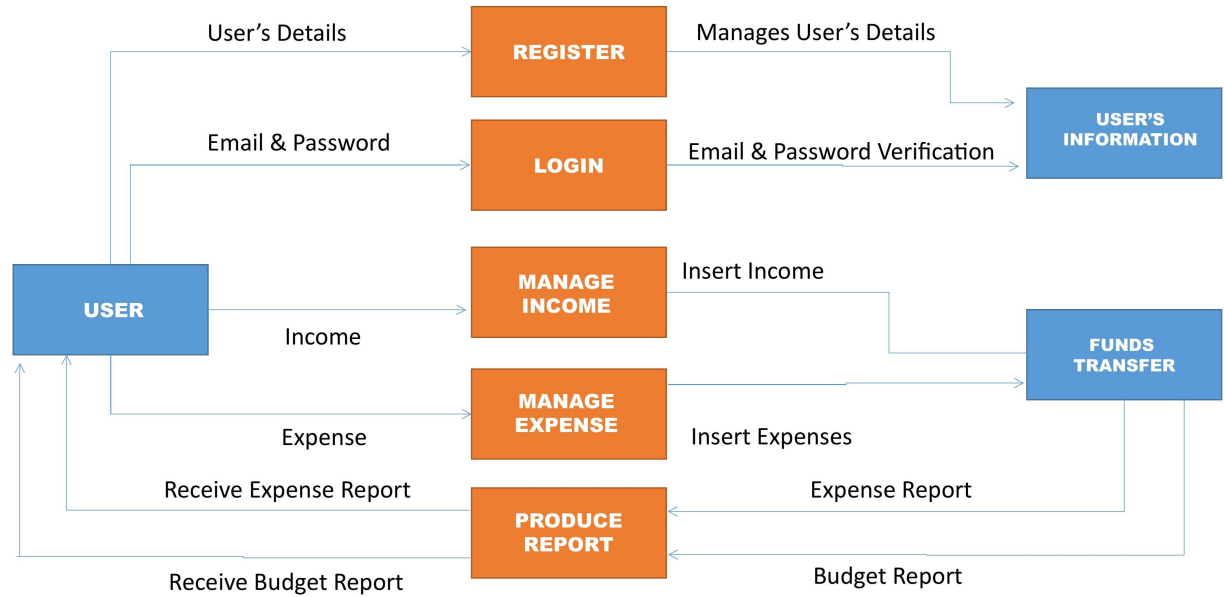 User’s Details
REGISTER
Manages User’s Details
USER’S
INFORMATION
Email & Password
LOGIN
Email & Password Verification
USER
Income
MANAGE
INCOME
Insert Income
FUNDS
TRANSFER
Expense
MANAGE
EXPENSE
Insert Expenses
Receive Expense Report
PRODUCE
REPORT
Expense Report
Receive Budget Report
Budget Report